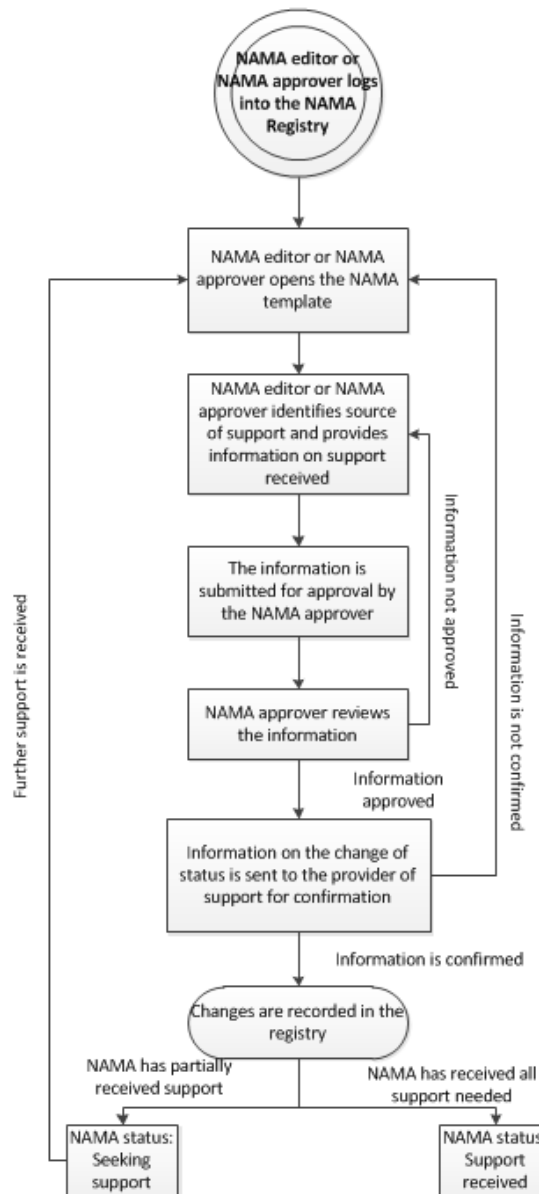 NAMA editor or
NAMA approver logs
into the NAMA
Registry
NAMA editor or NAMA
approver opens the NAMA
template
NAMA editor or NAMA
approver identifies source
of support and provides
information on support
received
The information is
submitted for approval by
the NAMA approver
NAMA approver reviews
the information
Information not approved
Information
approved
Information is not confirmed
Further support is received
Information on the change of
status is sent to the provider
of support for confirmation
Information is confirmed
Changes are recorded in the
registry
NAMA has partially
received support
NAMA has received all
support needed
NAMA status:
Seeking
support
NAMA status
Support
received